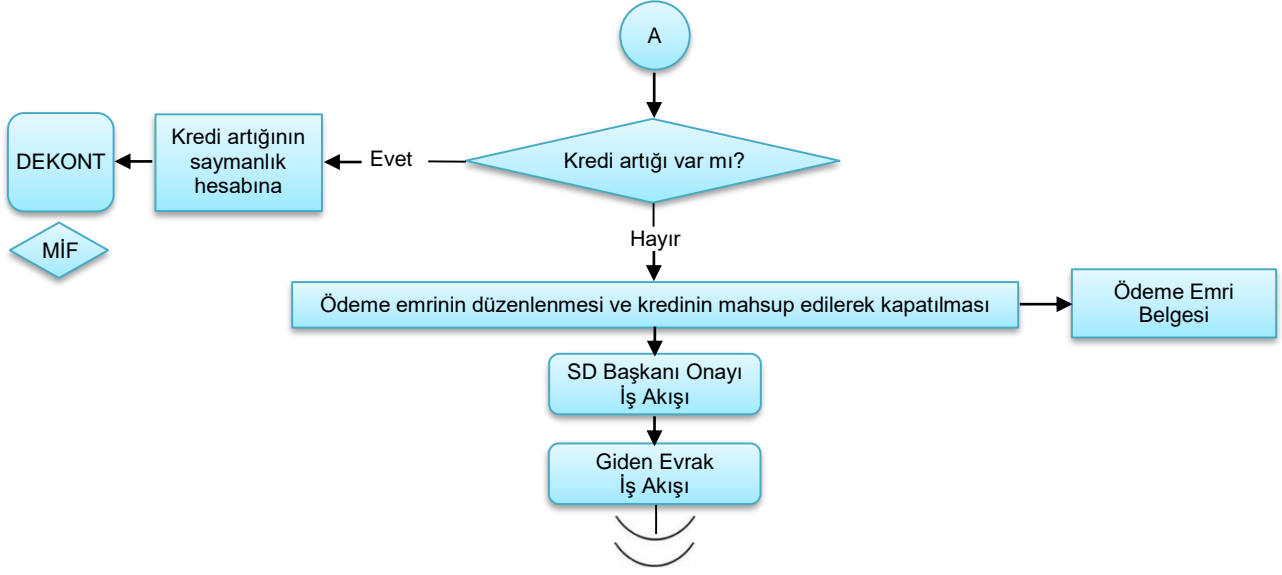 A
Kredi artığı var mı?
Evet
Kredi artığının
saymanlık
hesabına
DEKONT
MİF
Hayır
Ödeme emrinin düzenlenmesi ve kredinin mahsup edilerek kapatılması
Ödeme Emri
Belgesi
SD Başkanı Onayı
İş Akışı
Giden Evrak
İş Akışı